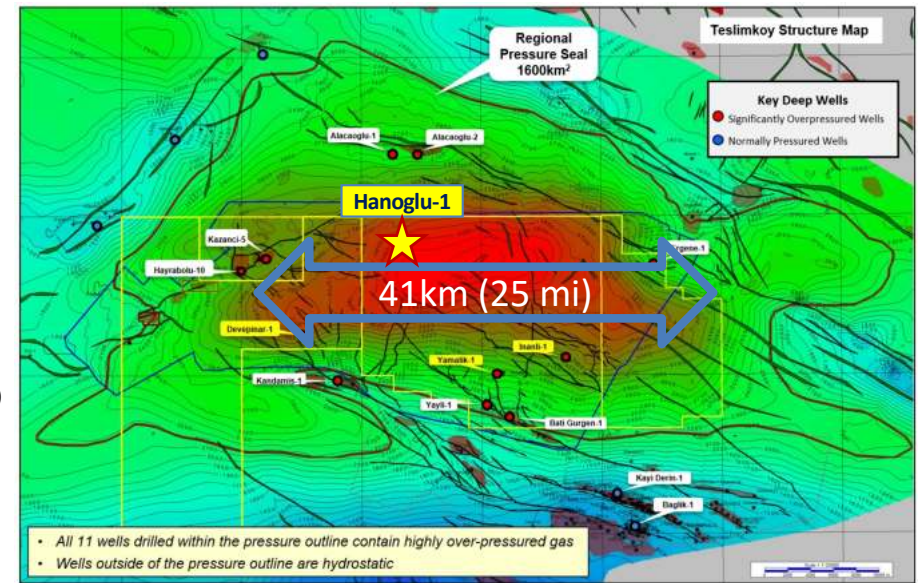 Teslimkoy Structure Map
Regional
Pressure Seal
1600km²
Key Deep Wells
Significantly Overpressured Wells
Normally Pressured Wells
Alacaoglu-1
Alacaoglu-2
Hanoglu-1
Kazanci-5
Hayrabolu-10
41km (25 mi)
Devepinar-1
Inanli-1
Yamalik-1
Kandamis-1
Yayli-1
Bati Gurgen-1
Kayi Derin-1
Baglik-1
• All 11 wells drilled within the pressure outline contain highly over-pressured gas
• Wells outside of the pressure outline are hydrostatic
)